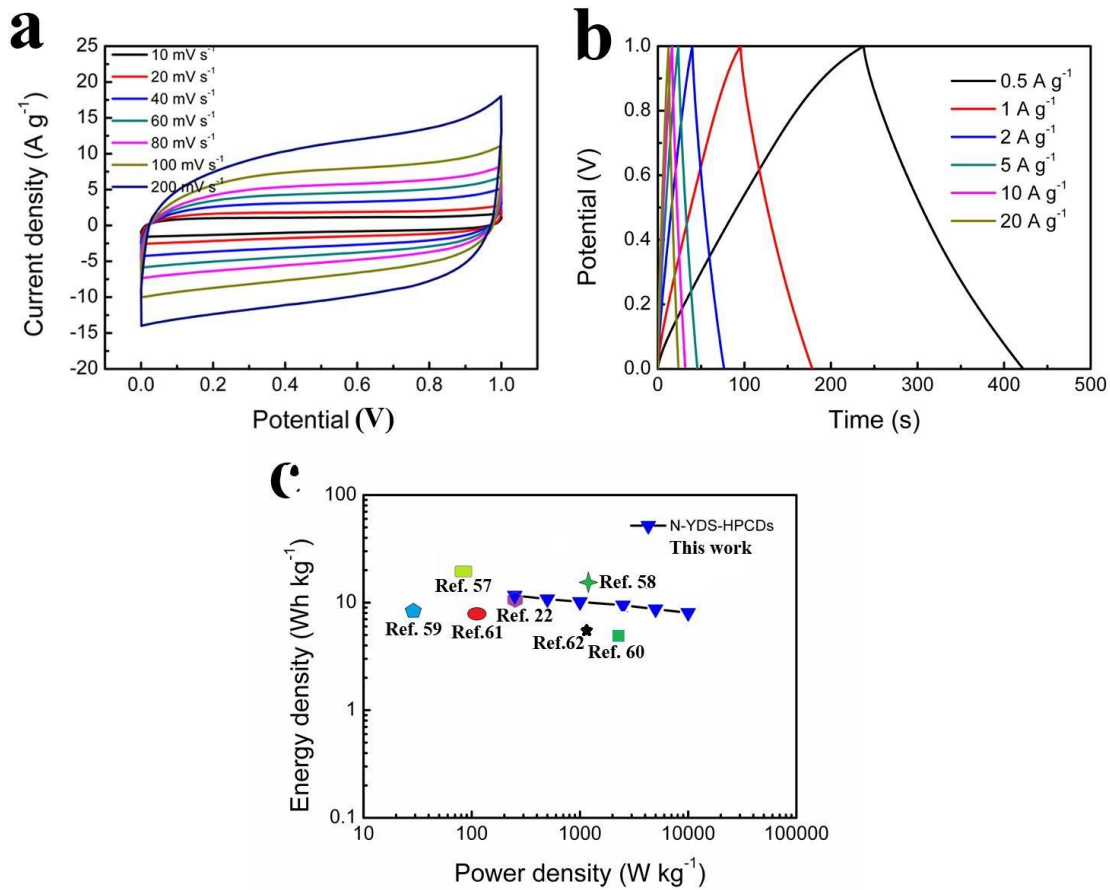 a
25
20
15
10
5
0
-5
-10
-15
-20
0.0 0.2 0.4 0.6 0.8 1.0
Current density (A g⁻¹)
Potential (V)
10 mV s⁻¹
20 mV s⁻¹
40 mV s⁻¹
60 mV s⁻¹
80 mV s⁻¹
100 mV s⁻¹
200 mV s⁻¹
b
1.0
0.8
0.6
0.4
0.2
0.0
0 100 200 300 400 500
Potential (V)
Time (s)
0.5 A g⁻¹
1 A g⁻¹
2 A g⁻¹
5 A g⁻¹
10 A g⁻¹
20 A g⁻¹
c
100
10
1
0.1
10 100 1000 10000 100000
Energy density (Wh kg⁻¹)
Power density (W kg⁻¹)
N-YDS-HPCDs
This work
Ref. 57
Ref. 58
Ref. 59
Ref.61
Ref. 22
Ref.62
Ref. 60